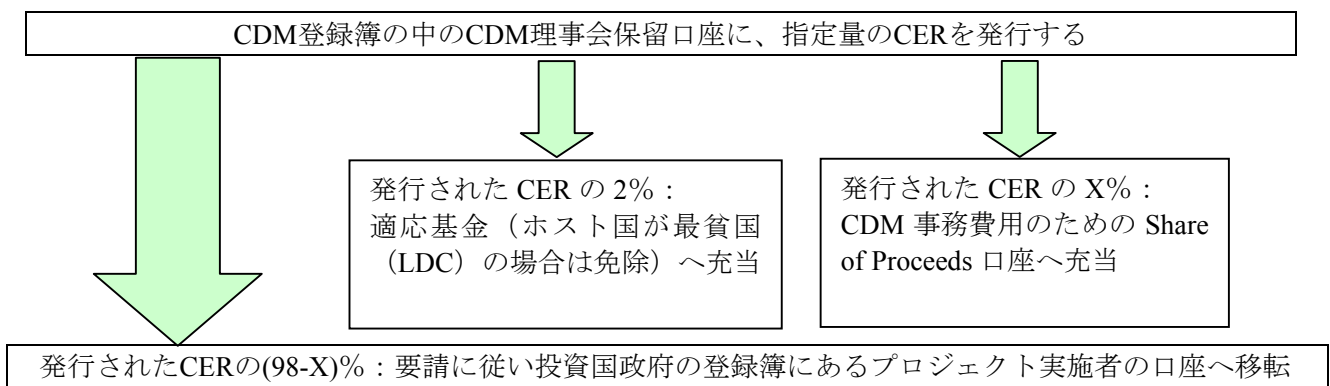 CDM登録簿の中のCDM理事会保留口座に、指定量のCERを発行する
発行された CER の 2%：
適応基金（ホスト国が最貧国
（LDC）の場合は免除）へ充当
発行された CER の X%：
CDM 事務費用のための Share
of Proceeds 口座へ充当
発行されたCERの(98-X)%：要請に従い投資国政府の登録簿にあるプロジェクト実施者の口座へ移転